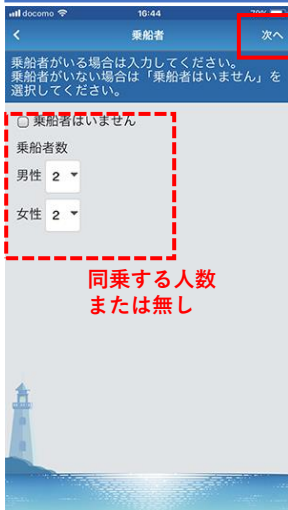 docomo 16:44 70%
乗船者 次へ
乗船者がいる場合は入力してください。
乗船者がいない場合は「乗船者はいません」を
選択してください。
乗船者はいません
乗船者数
男性 2
女性 2
同乗する人数
または無し